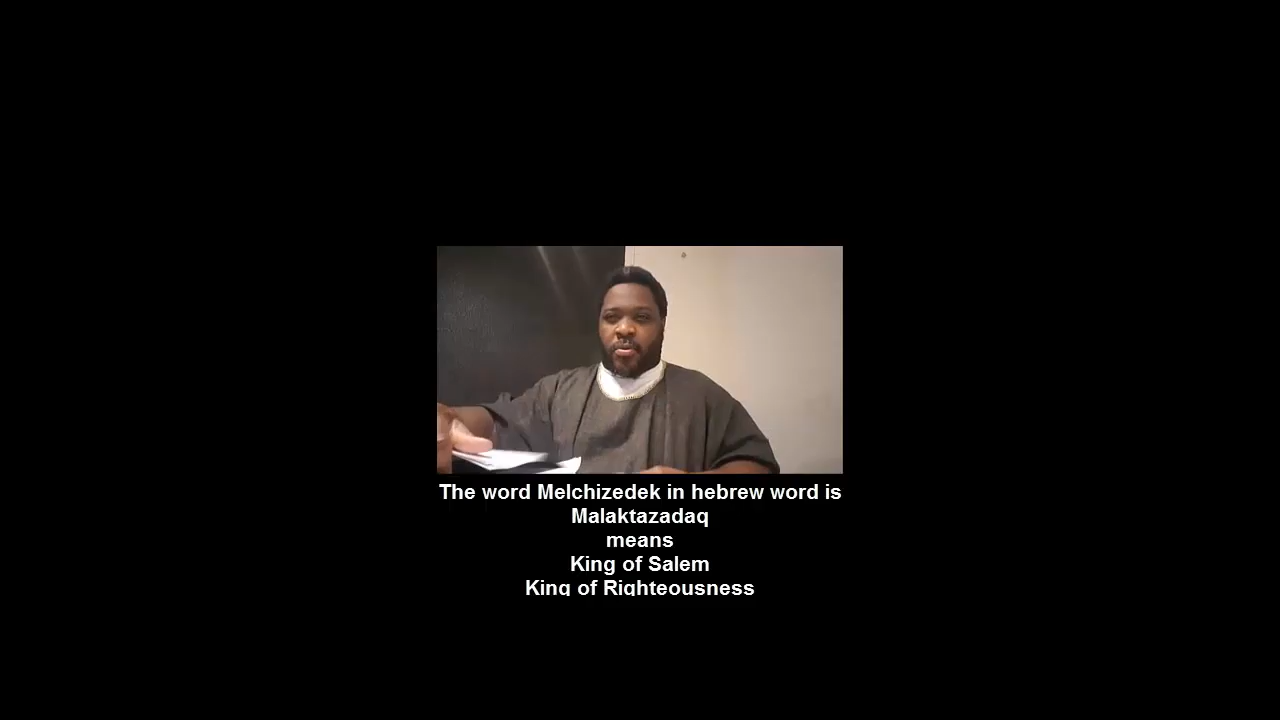 The word Melchizedek in hebrew word is
Malaktazadaq
means
King of Salem
King of Righteousness